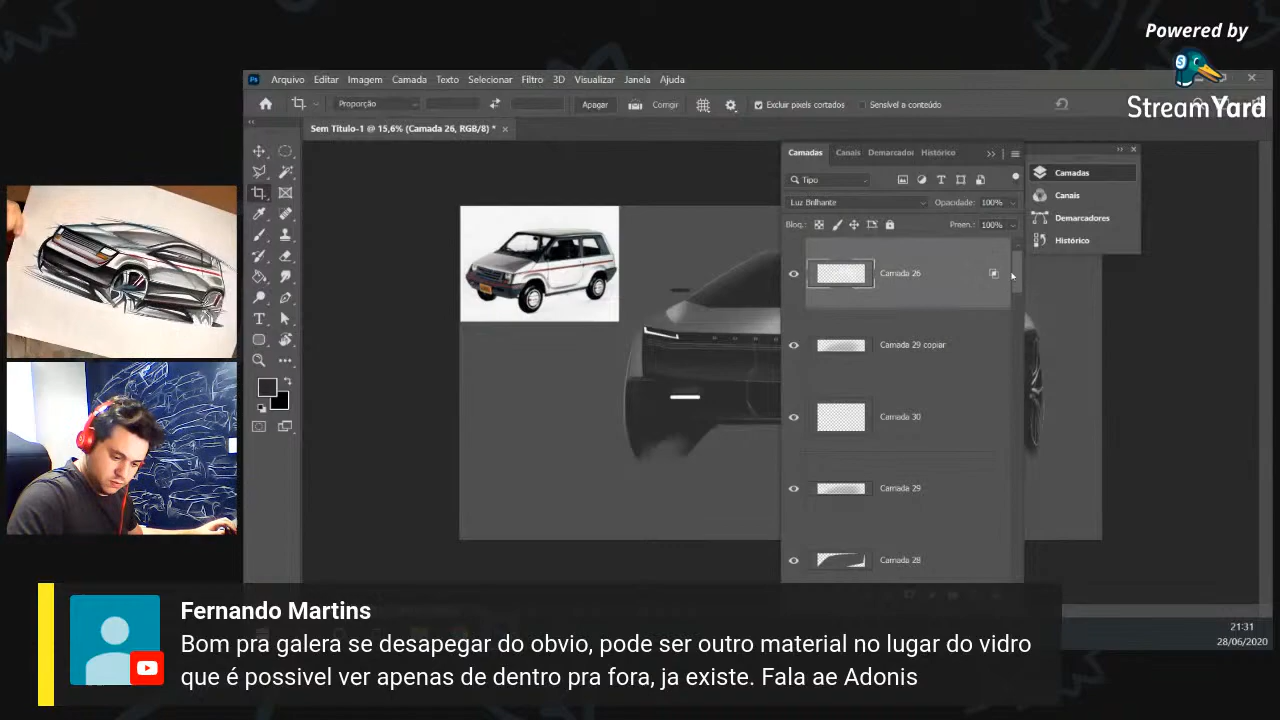 Powered by
StreamYard
Arquivo Editar Imagem Camada Texto Selecionar Filtro 3D Visualizar Janela Ajuda
Proporção Apagar Corrigir Excluir pixels cortados Sensível a conteúdo
Sem Título-1 @ 15,6% (Camada 26, RGB/8) *
Camadas Canais Demarcador Histórico
Tipo
Luz Brilhante Opacidade: 100%
Bloq.: Preen.: 100%
Camada 26
Camada 29 copiar
Camada 30
Camada 29
Camada 28
Camadas
Canais
Demarcadores
Histórico
21:31
28/06/2020
Fernando Martins
Bom pra galera se desapegar do obvio, pode ser outro material no lugar do vidro
que é possivel ver apenas de dentro pra fora, ja existe. Fala ae Adonis